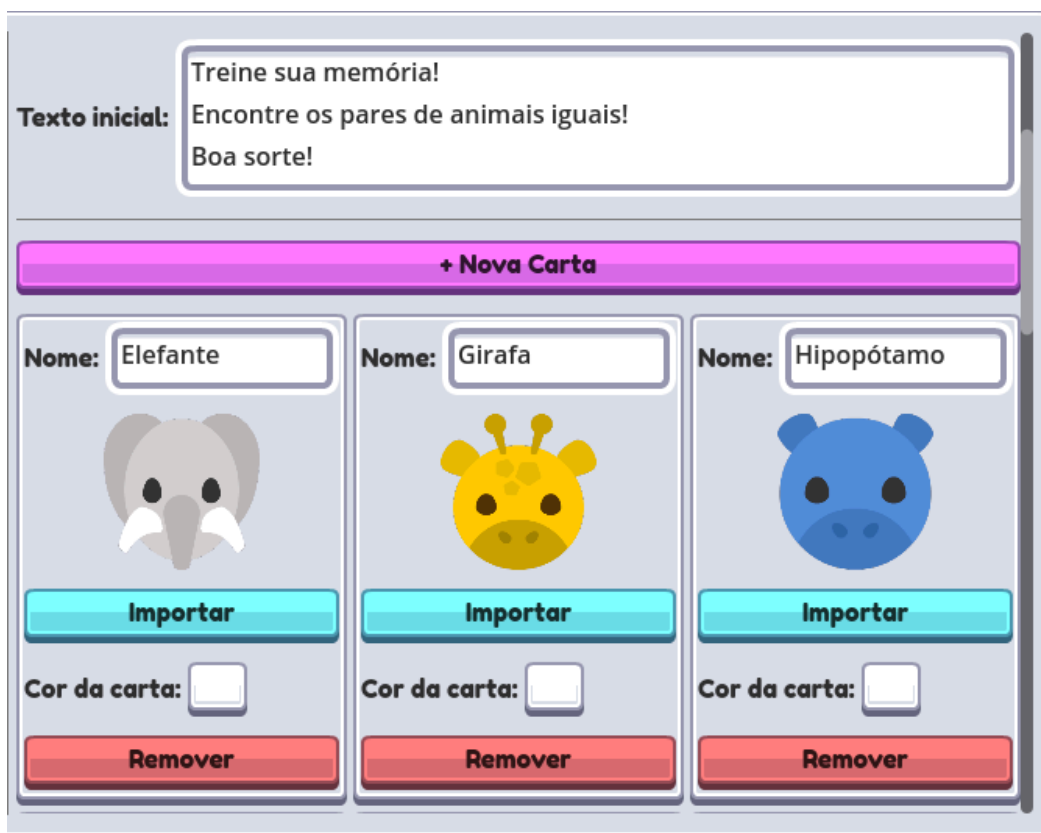 Texto inicial:
Treine sua memória!
Encontre os pares de animais iguais!
Boa sorte!
+ Nova Carta
Nome: Elefante
Importar
Cor da carta:
Remover
Nome: Girafa
Importar
Cor da carta:
Remover
Nome: Hipopótamo
Importar
Cor da carta:
Remover